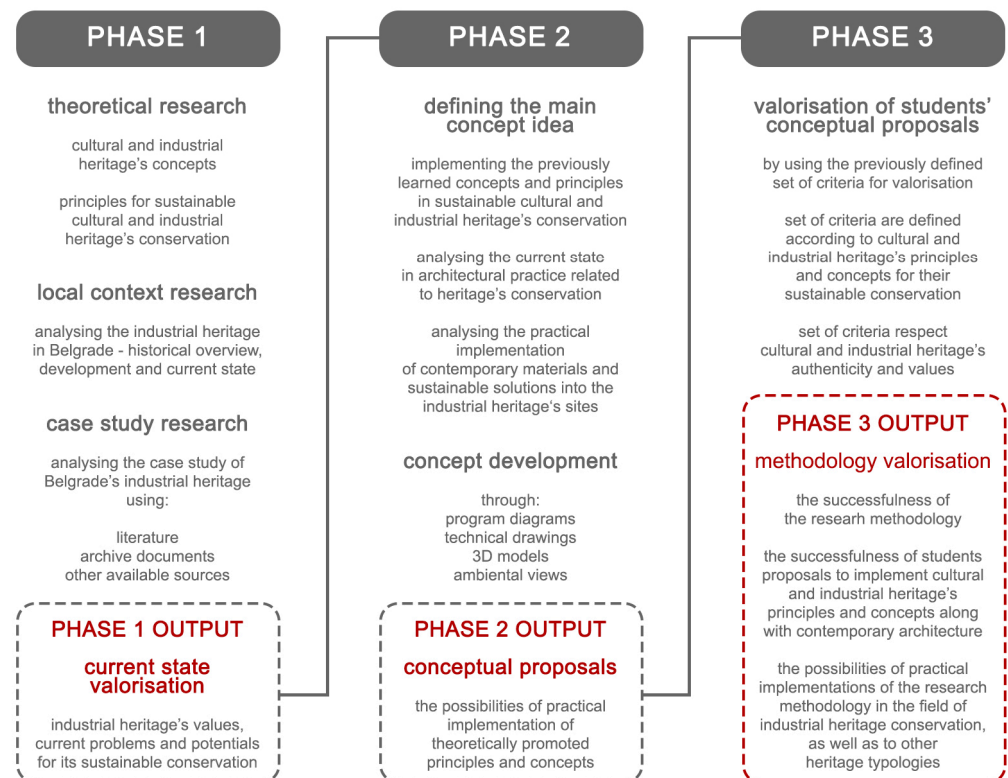 PHASE 1
theoretical research
cultural and industrial
heritage's concepts
principles for sustainable
cultural and industrial
heritage's conservation
local context research
analysing the industrial heritage
in Belgrade - historical overview,
development and current state
case study research
analysing the case study of
Belgrade's industrial heritage
using:
literature
archive documents
other available sources
PHASE 1 OUTPUT
current state
valorisation
industrial heritage's values,
current problems and potentials
for its sustainable conservation
PHASE 2
defining the main
concept idea
implementing the previously
learned concepts and principles
in sustainable cultural and
industrial heritage's conservation
analysing the current state
in architectural practice related
to heritage's conservation
analysing the practical
implementation
of contemporary materials and
sustainable solutions into the
industrial heritage's sites
concept development
through:
program diagrams
technical drawings
3D models
ambiental views
PHASE 2 OUTPUT
conceptual proposals
the possibilities of practical
implementation of
theoretically promoted
principles and concepts
PHASE 3
valorisation of students'
conceptual proposals
by using the previously defined
set of criteria for valorisation
set of criteria are defined
according to cultural and
industrial heritage's principles
and concepts for their
sustainable conservation
set of criteria respect
cultural and industrial heritage's
authenticity and values
PHASE 3 OUTPUT
methodology valorisation
the successfulness of
the researh methodology
the successfulness of students
proposals to implement cultural
and industrial heritage's
principles and concepts along
with contemporary architecture
the possibilities of practical
implementations of the research
methodology in the field of
industrial heritage conservation,
as well as to other
heritage typologies